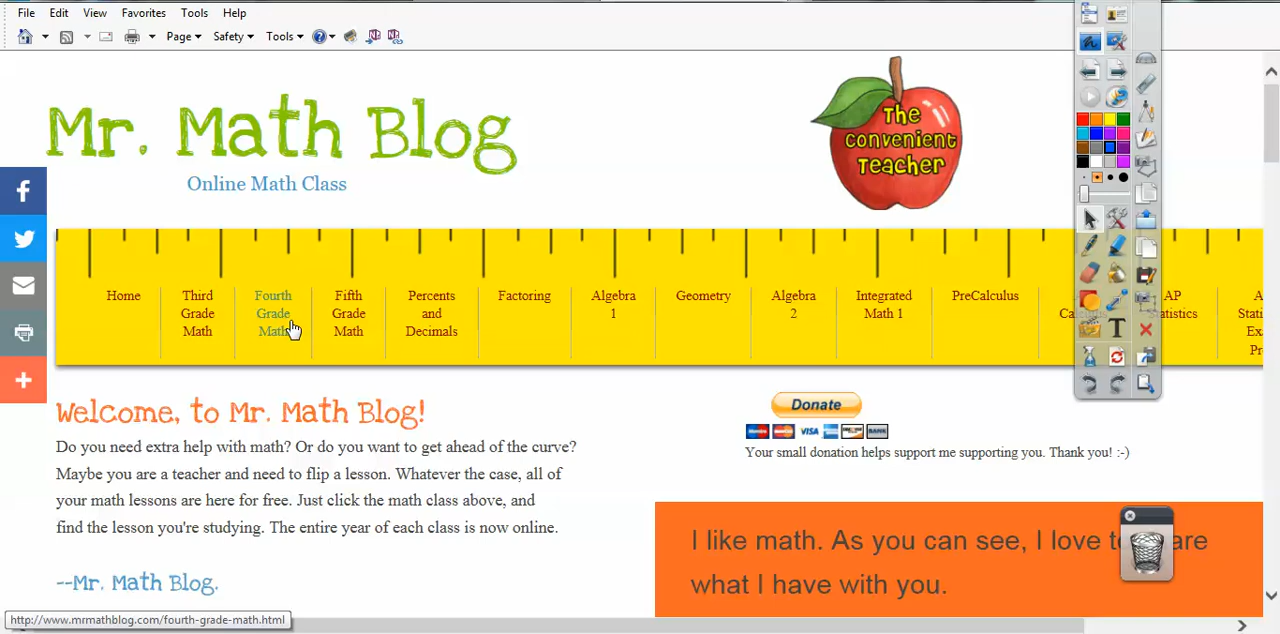 File Edit View Favorites Tools Help
Page Safety Tools
Mr. Math Blog
Online Math Class
The
convenient
Teacher
Home
Third
Grade
Math
Fourth
Grade
Math
Fifth
Grade
Math
Percents
and
Decimals
Factoring
Algebra
1
Geometry
Algebra
2
Integrated
Math 1
PreCalculus
AP
Statistics
Welcome, to Mr. Math Blog!
Do you need extra help with math? Or do you want to get ahead of the curve?
Maybe you are a teacher and need to flip a lesson. Whatever the case, all of
your math lessons are here for free. Just click the math class above, and
find the lesson you're studying. The entire year of each class is now online.
--Mr. Math Blog.
Donate
VISA
Your small donation helps support me supporting you. Thank you! :-)
I like math. As you can see, I love to are
what I have with you.
http://www.mrmathblog.com/fourth-grade-math.html